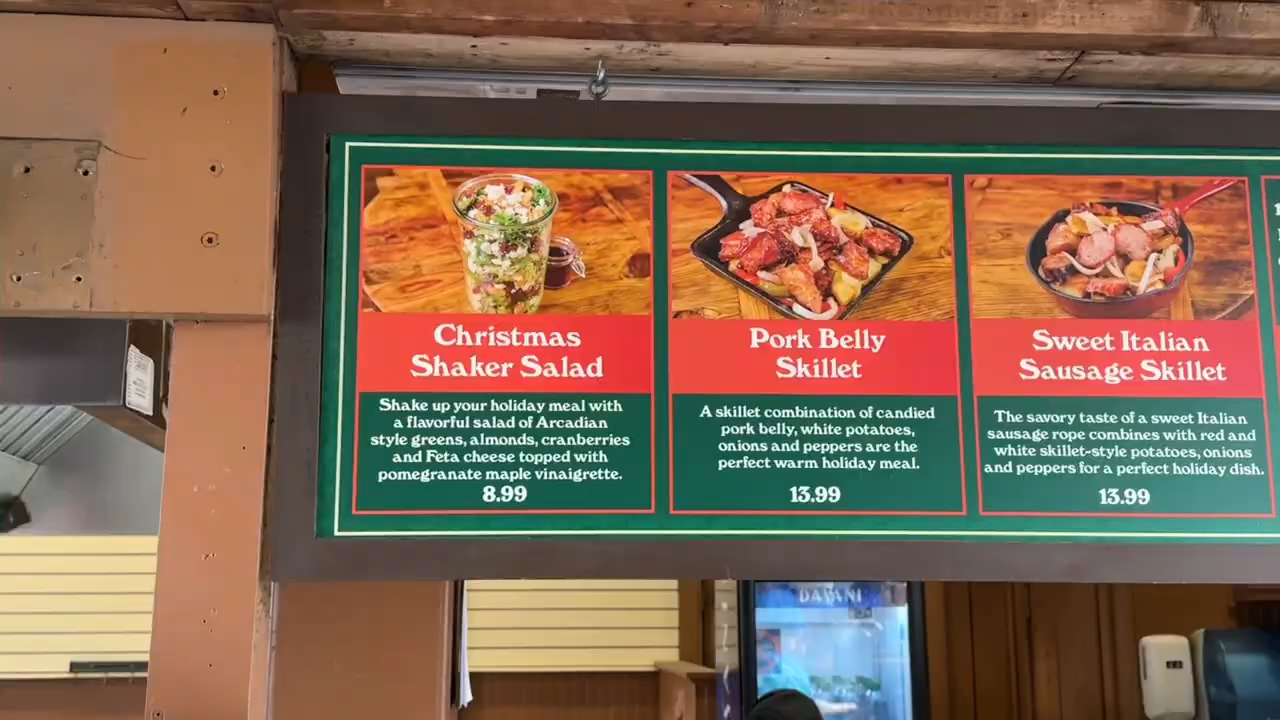 Christmas
Shaker Salad
Shake up your holiday meal with
a flavorful salad of Arcadian
style greens, almonds, cranberries
and Feta cheese topped with
pomegranate maple vinaigrette.
8.99
Pork Belly
Skillet
A skillet combination of candied
pork belly, white potatoes,
onions and peppers are the
perfect warm holiday meal.
13.99
Sweet Italian
Sausage Skillet
The savory taste of a sweet Italian
sausage rope combines with red and
white skillet-style potatoes, onions
and peppers for a perfect holiday dish.
13.99